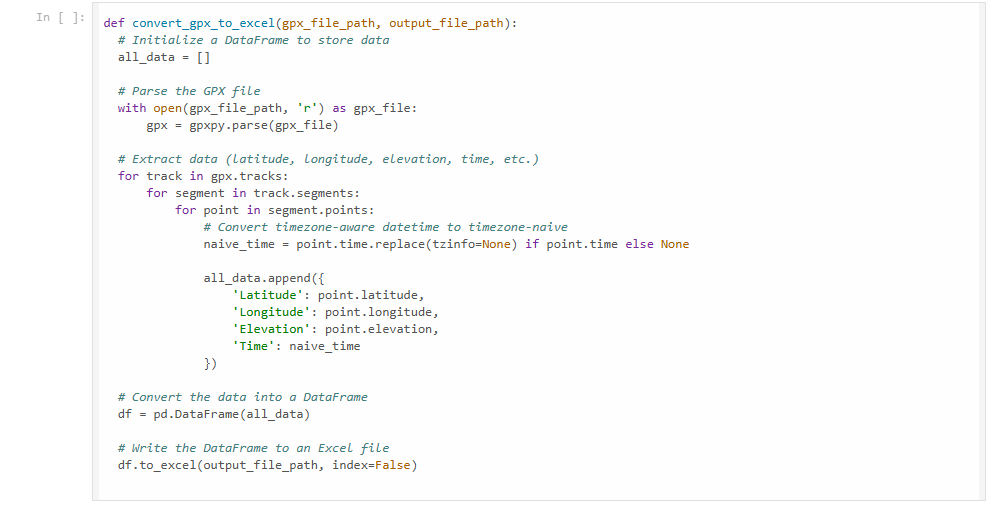 In [ ]:
def convert_gpx_to_excel(gpx_file_path, output_file_path):
  # Initialize a DataFrame to store data
  all_data = []

  # Parse the GPX file
  with open(gpx_file_path, 'r') as gpx_file:
      gpx = gpxpy.parse(gpx_file)

  # Extract data (latitude, longitude, elevation, time, etc.)
  for track in gpx.tracks:
      for segment in track.segments:
          for point in segment.points:
              # Convert timezone-aware datetime to timezone-naive
              naive_time = point.time.replace(tzinfo=None) if point.time else None

              all_data.append({
                  'Latitude': point.latitude,
                  'Longitude': point.longitude,
                  'Elevation': point.elevation,
                  'Time': naive_time
              })

  # Convert the data into a DataFrame
  df = pd.DataFrame(all_data)

  # Write the DataFrame to an Excel file
  df.to_excel(output_file_path, index=False)